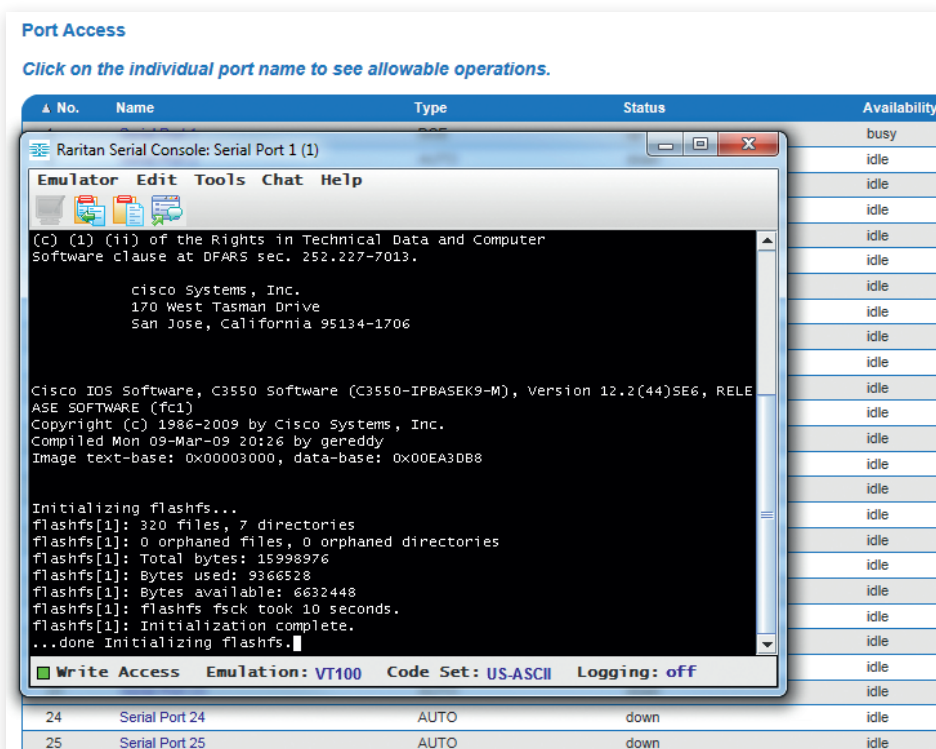 Port Access
Click on the individual port name to see allowable operations.
No. Name Type Status Availability
busy
Raritan Serial Console: Serial Port 1 (1)
idle
Emulator Edit Tools Chat Help
idle
idle
(c) (1) (ii) of the Rights in Technical Data and Computer
idle
Software clause at DFARS sec. 252.227-7013.
idle
cisco Systems, Inc.
idle
170 West Tasman Drive
idle
San Jose, California 95134-1706
idle
idle
Cisco IOS Software, C3550 Software (C3550-IPBASEK9-M), Version 12.2(44)SE6, RELE
idle
ASE SOFTWARE (fc1)
idle
Copyright (c) 1986-2009 by Cisco Systems, Inc.
Compiled Mon 09-Mar-09 20:26 by gereddy
idle
Image text-base: 0x00003000, data-base: 0x00EA3DB8
idle
idle
Initializing flashfs...
idle
flashfs[1]: 320 files, 7 directories
flashfs[1]: 0 orphaned files, 0 orphaned directories
idle
flashfs[1]: Total bytes: 15998976
idle
flashfs[1]: Bytes used: 9366528
flashfs[1]: Bytes available: 6632448
idle
flashfs[1]: flashfs fsck took 10 seconds.
idle
flashfs[1]: Initialization complete.
...done Initializing flashfs.
idle
Write Access Emulation: VT100 Code Set: US-ASCII Logging: off
idle
idle
24 Serial Port 24 AUTO down idle
25 Serial Port 25 AUTO down idle